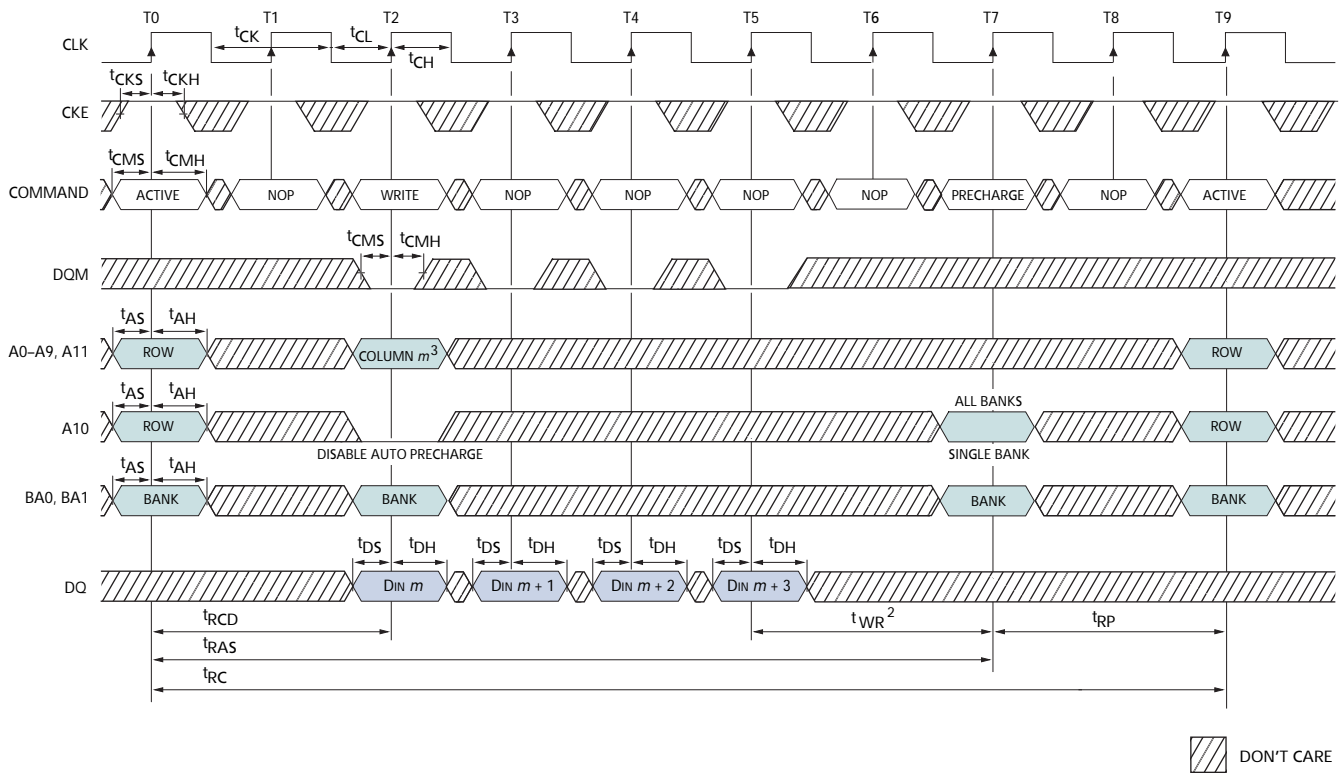 T0 T1 T2 T3 T4 T5 T6 T7 T8 T9
CLK tCK tCL tCH
tCKS tCKH
CKE
tCMS tCMH
COMMAND ACTIVE NOP WRITE NOP NOP NOP NOP PRECHARGE NOP ACTIVE
tCMS tCMH
DQM
tAS tAH
A0–A9, A11 ROW COLUMN m3 ROW
tAS tAH ALL BANKS
A10 ROW ROW
DISABLE AUTO PRECHARGE SINGLE BANK
tAS tAH
BA0, BA1 BANK BANK BANK BANK
tDS tDH tDS tDH tDS tDH tDS tDH
DQ DIN m DIN m + 1 DIN m + 2 DIN m + 3
tRCD tWR2 tRP
tRAS
tRC
DON'T CARE